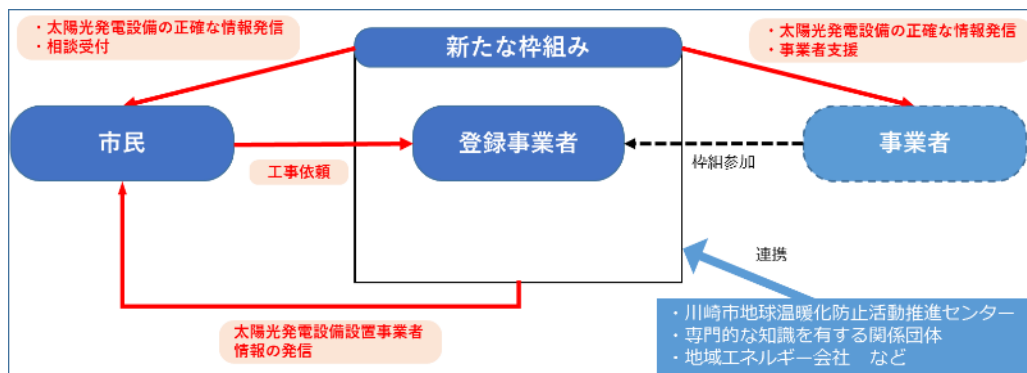 ・太陽光発電設備の正確な情報発信
・相談受付
新たな枠組み
・太陽光発電設備の正確な情報発信
・事業者支援
市民
登録事業者
事業者
工事依頼
枠組参加
連携
太陽光発電設備設置事業者
情報の発信
・川崎市地球温暖化防止活動推進センター
・専門的な知識を有する関係団体
・地域エネルギー会社　など